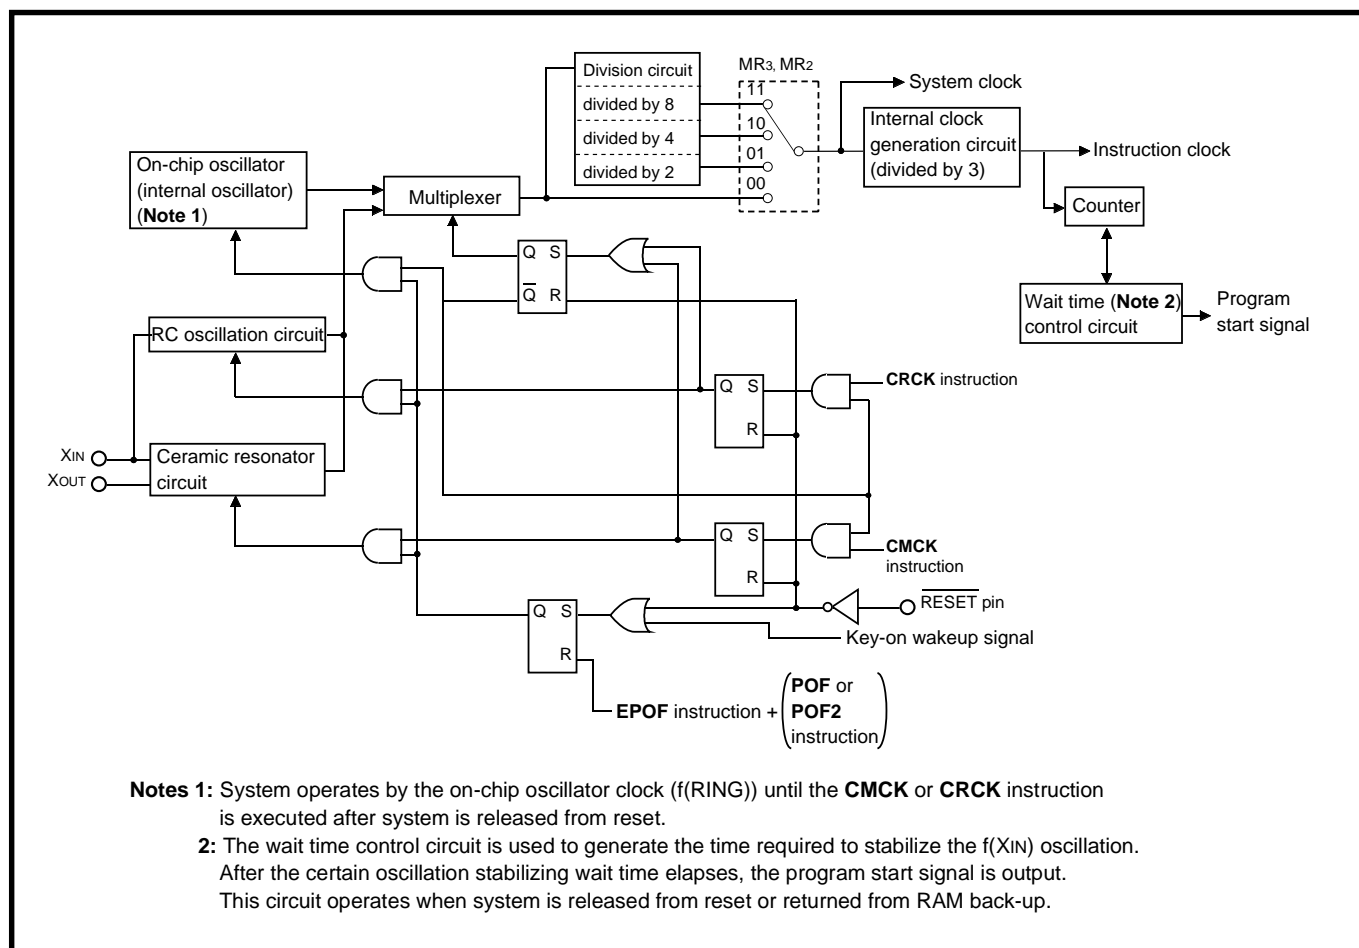 Division circuit
divided by 8
divided by 4
divided by 2
MR3, MR2
11
10
01
00
System clock
Internal clock
generation circuit
(divided by 3)
Instruction clock
Counter
Wait time (Note 2)
control circuit
Program
start signal
On-chip oscillator
(internal oscillator)
(Note 1)
Multiplexer
Q S
Q R
RC oscillation circuit
Q S
R
CRCK instruction
XIN
XOUT
Ceramic resonator
circuit
Q S
R
CMCK
instruction
Q S
R
RESET pin
Key-on wakeup signal
EPOF instruction + (POF or
POF2
instruction)
Notes 1: System operates by the on-chip oscillator clock (f(RING)) until the CMCK or CRCK instruction
is executed after system is released from reset.
2: The wait time control circuit is used to generate the time required to stabilize the f(XIN) oscillation.
After the certain oscillation stabilizing wait time elapses, the program start signal is output.
This circuit operates when system is released from reset or returned from RAM back-up.